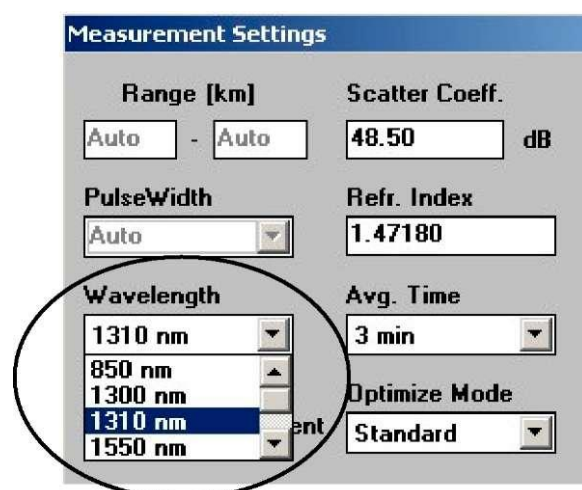 Measurement Settings
Range [km]
Scatter Coeff.
Auto - Auto
48.50 dB
PulseWidth
Refr. Index
Auto
1.47180
Wavelength
Avg. Time
1310 nm
3 min
850 nm
1300 nm
Optimize Mode
1310 nm
1550 nm
Standard